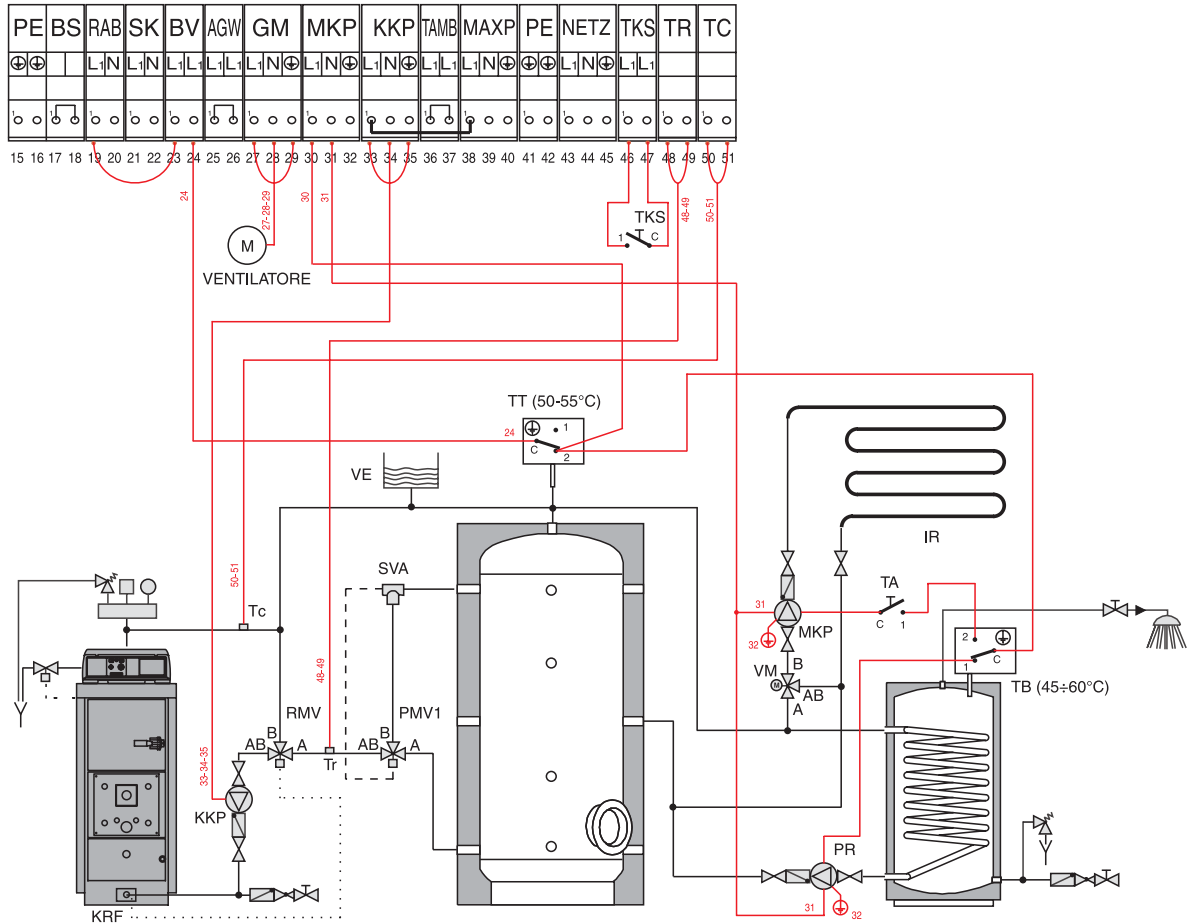 PE BS RAB SK BV AGW GM MKP KKP TAMB MAXP PE NETZ TKS TR TC
L1 N L1 N L1 L1 L1 L1 L1 N L1 N L1 N L1 L1 L1 N L1 N L1 L1
1 1 1 1 1 1 1 1 1 1 1 1 1 1 1 1
15 16 17 18 19 20 21 22 23 24 25 26 27 28 29 30 31 32 33 34 35 36 37 38 39 40 41 42 43 44 45 46 47 48 49 50 51
24
27-28-29
30
31
48-49
50-51
TKS
1 C
M
VENTILATORE
TT (50-55°C)
24
1
C
2
VE
IR
SVA
50-51
Tc
TA
31
C 1
MKP
32
2
C
1
TB (45÷60°C)
B
VM
M
AB
A
48-49
RMV
B
AB
A
Tr
PMV1
B
AB
A
33-34-35
KKP
PR
31
32
KRF